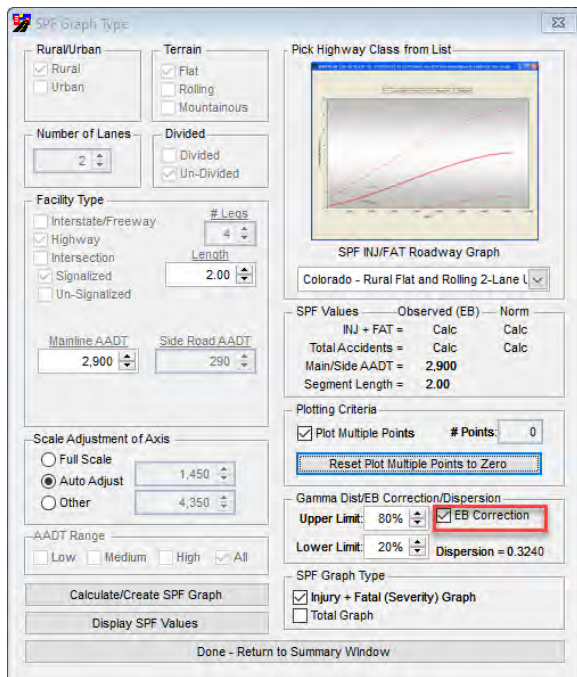 SPF Graph Type
Rural/Urban
Rural
Urban
Terrain
Flat
Rolling
Mountainous
Number of Lanes
2
Divided
Divided
Un-Divided
Facility Type
Interstate/Freeway
Highway
Intersection
Signalized
Un-Signalized
# Legs
4
Length
2.00
Mainline AADT
2,900
Side Road AADT
290
Scale Adjustment of Axis
Full Scale
Auto Adjust
Other
1,450
4,350
AADT Range
Low Medium High All
Calculate/Create SPF Graph
Display SPF Values
Pick Highway Class from List
SPF INJ/FAT Roadway Graph
Colorado - Rural Flat and Rolling 2-Lane
SPF Values Observed (EB) Norm
INJ + FAT = Calc Calc
Total Accidents = Calc Calc
Main/Side AADT = 2,900
Segment Length = 2.00
Plotting Criteria
Plot Multiple Points # Points: 0
Reset Plot Multiple Points to Zero
Gamma Dist/EB Correction/Dispersion
Upper Limit: 80% EB Correction
Lower Limit: 20% Dispersion = 0.3240
SPF Graph Type
Injury + Fatal (Severity) Graph
Total Graph
Done - Return to Summary Window